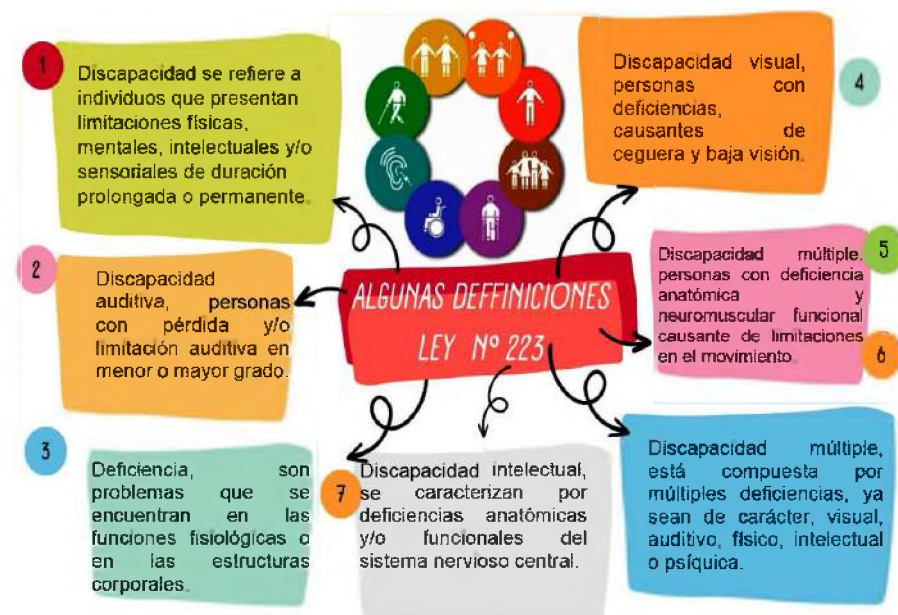 1
Discapacidad se refiere a
individuos que presentan
limitaciones físicas,
mentales, intelectuales y/o
sensoriales de duración
prolongada o permanente.
2
Discapacidad
auditiva, personas
con pérdida y/o
limitación auditiva en
menor o mayor grado.
3
Deficiencia, son
problemas que se
encuentran en las
funciones fisiológicas o
en las estructuras
corporales.
ALGUNAS DEFFINICIONES
LEY Nº 223
4
Discapacidad visual,
personas con
deficiencias,
causantes de
ceguera y baja visión.
5
Discapacidad múltiple.
personas con deficiencia
anatómica y
neuromuscular funcional
causante de limitaciones
en el movimiento.
6
Discapacidad múltiple,
está compuesta por
múltiples deficiencias, ya
sean de carácter, visual,
auditivo, físico, intelectual
o psíquica.
7
Discapacidad intelectual,
se caracterizan por
deficiencias anatómicas
y/o funcionales del
sistema nervioso central.